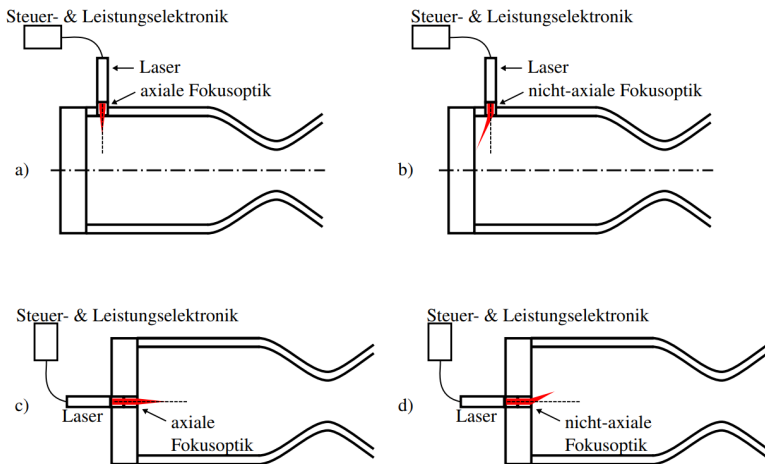 Steuer- & Leistungselektronik
Laser
axiale Fokusoptik
a)
Steuer- & Leistungselektronik
Laser
nicht-axiale Fokusoptik
b)
Steuer- & Leistungselektronik
c)
Laser
axiale
Fokusoptik
Steuer- & Leistungselektronik
d)
Laser
nicht-axiale
Fokusoptik